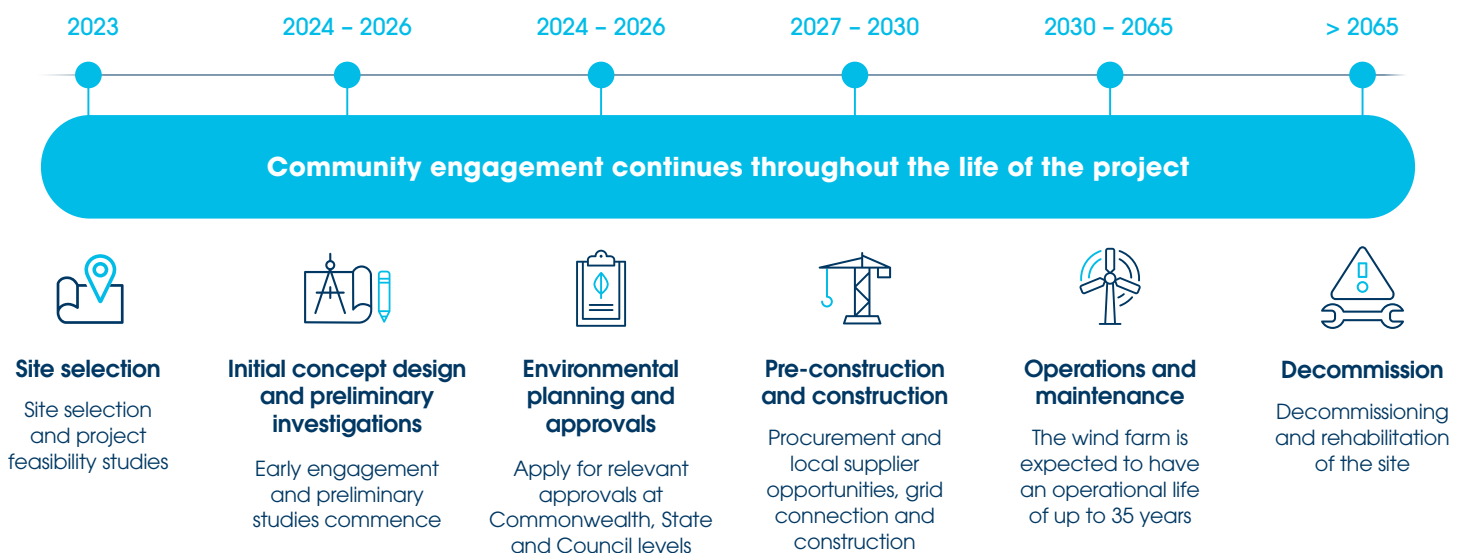 2023
2024 – 2026
2024 – 2026
2027 – 2030
2030 – 2065
> 2065
Community engagement continues throughout the life of the project
Site selection
Site selection
and project
feasibility studies
Initial concept design
and preliminary
investigations
Early engagement
and preliminary
studies commence
Environmental
planning and
approvals
Apply for relevant
approvals at
Commonwealth, State
and Council levels
Pre-construction
and construction
Procurement and
local supplier
opportunities, grid
connection and
construction
Operations and
maintenance
The wind farm is
expected to have
an operational life
of up to 35 years
Decommission
Decommissioning
and rehabilitation
of the site